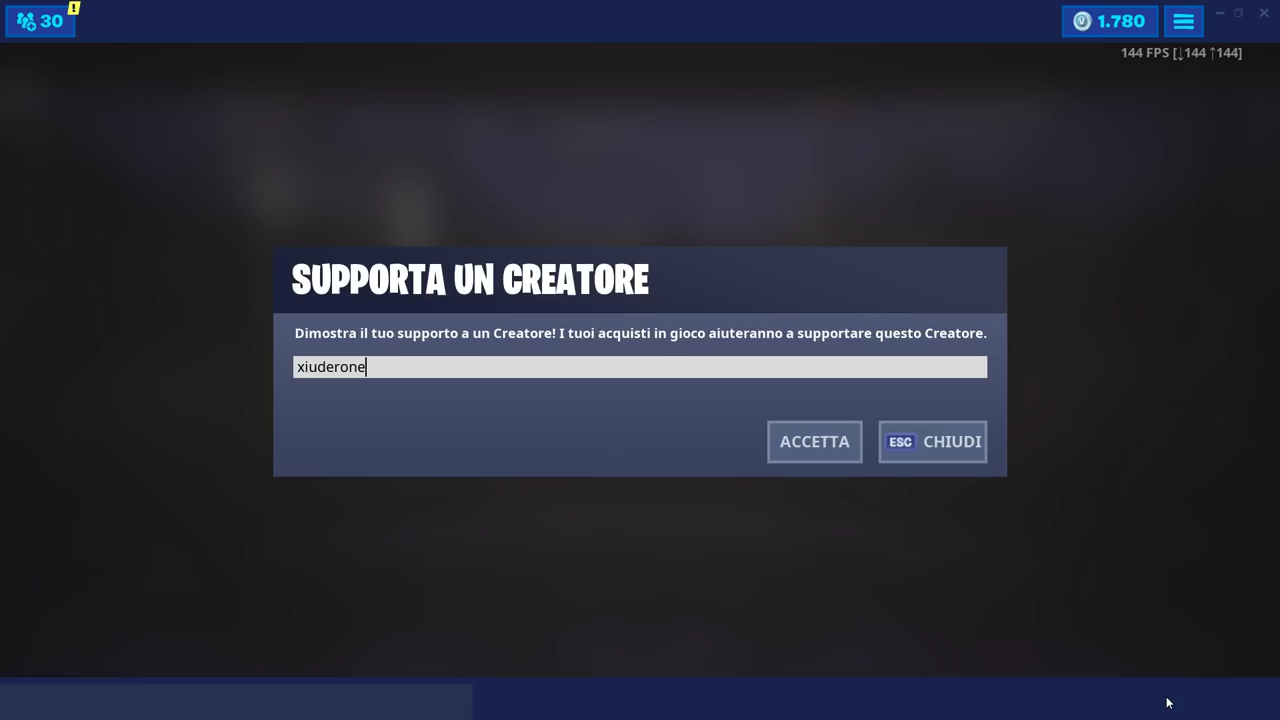 30
!
1.780
144 FPS [↓144 ↑144]
SUPPORTA UN CREATORE
Dimostra il tuo supporto a un Creatore! I tuoi acquisti in gioco aiuteranno a supportare questo Creatore.
xiuderone
ACCETTA
ESC CHIUDI